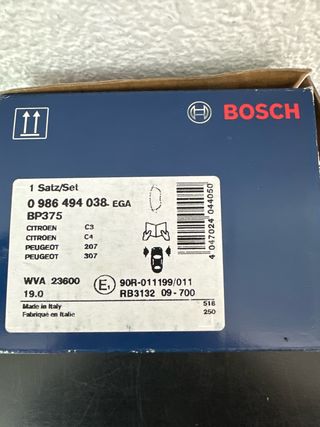 BOSCH
1 Satz/Set
0 986 494 038 EGA
BP375
CITROEN C3
CITROEN C4
PEUGEOT 207
PEUGEOT 307
4 047024 044050
WVA 23600
19.0
E1
90R-011199/011
RB3132 09-700
Made in Italy
Fabriqué en Italie
518
250